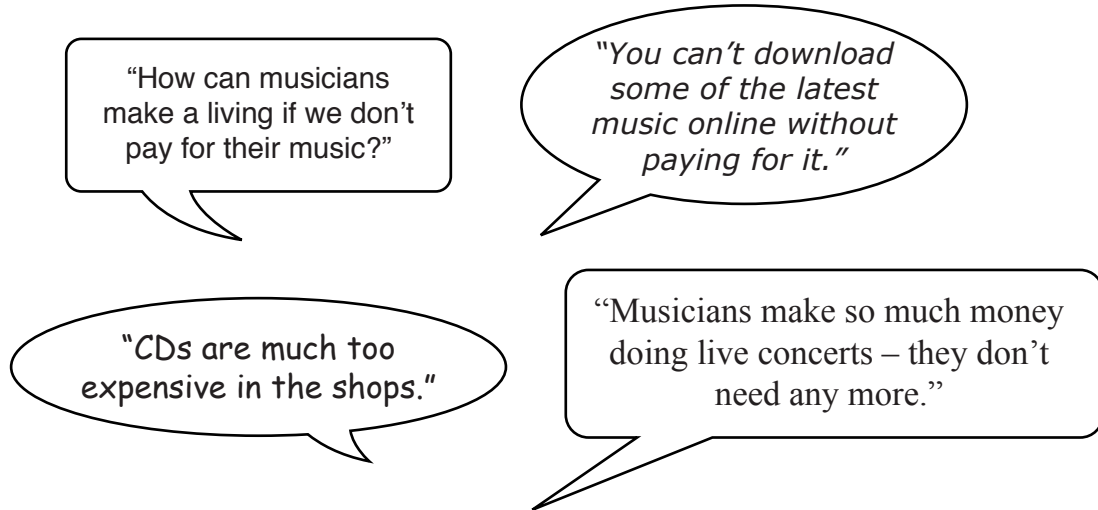 “How can musicians
make a living if we don’t
pay for their music?”
“You can’t download
some of the latest
music online without
paying for it.”
“CDs are much too
expensive in the shops.”
“Musicians make so much money
doing live concerts – they don’t
need any more.”